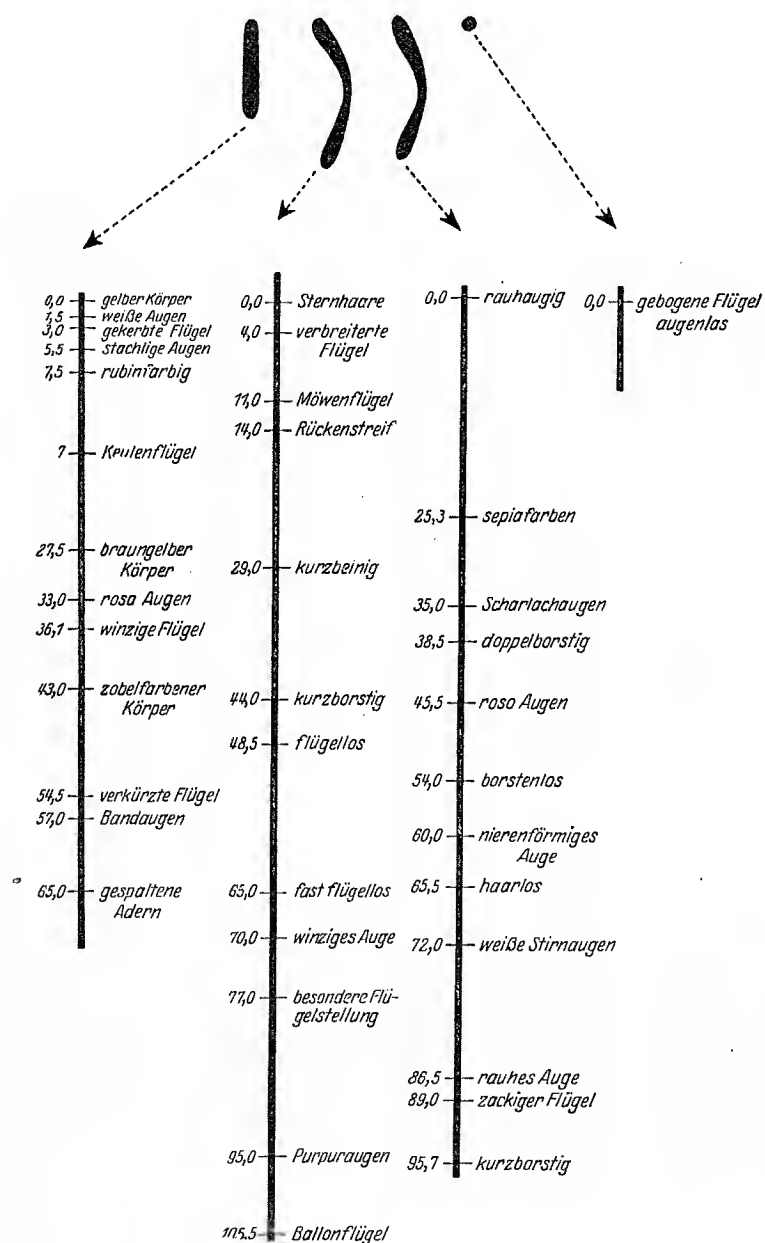 0,0 gelber Körper
1,5 weiße Augen
3,0 gekerbte Flügel
5,5 stachlige Augen
7,5 rubinfarbig
7 Keulenflügel
27,5 braungelber
Körper
33,0 rosa Augen
36,1 winzige Flügel
43,0 zobelfarbener
Körper
54,5 verkürzte Flügel
57,0 Bandaugen
65,0 gespaltene
Adern
0,0 Sternhaare
4,0 verbreiterte
Flügel
11,0 Möwenflügel
14,0 Rückenstreif
29,0 kurzbeinig
44,0 kurzborstig
48,5 flügellos
65,0 fast flügellos
70,0 winziges Auge
77,0 besondere Flü-
gelstellung
95,0 Purpuraugen
105,5 Ballonflügel
0,0 rauhaugig
25,3 sepiafarben
35,0 Scharlachaugen
38,5 doppelborstig
45,5 rosa Augen
54,0 borstenlos
60,0 nierenförmiges
Auge
65,5 haarlos
72,0 weiße Stirnaugen
86,5 rauhes Auge
89,0 zackiger Flügel
95,7 kurzborstig
0,0 gebogene Flügel
augenlas